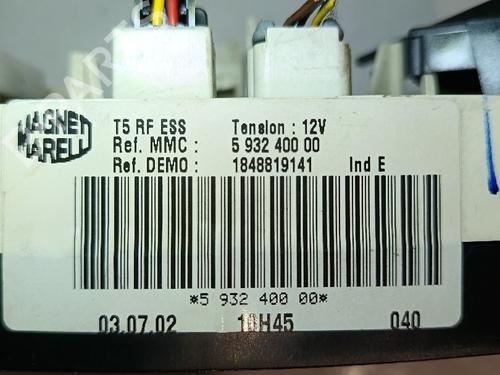 MAGNETI
MARELLI
T5 RF ESS Tension : 12V
Ref. MMC : 5 932 400 00
Ref. DEMO : 1848819141 Ind E
*5 932 400 00*
03.07.02 10H45 040